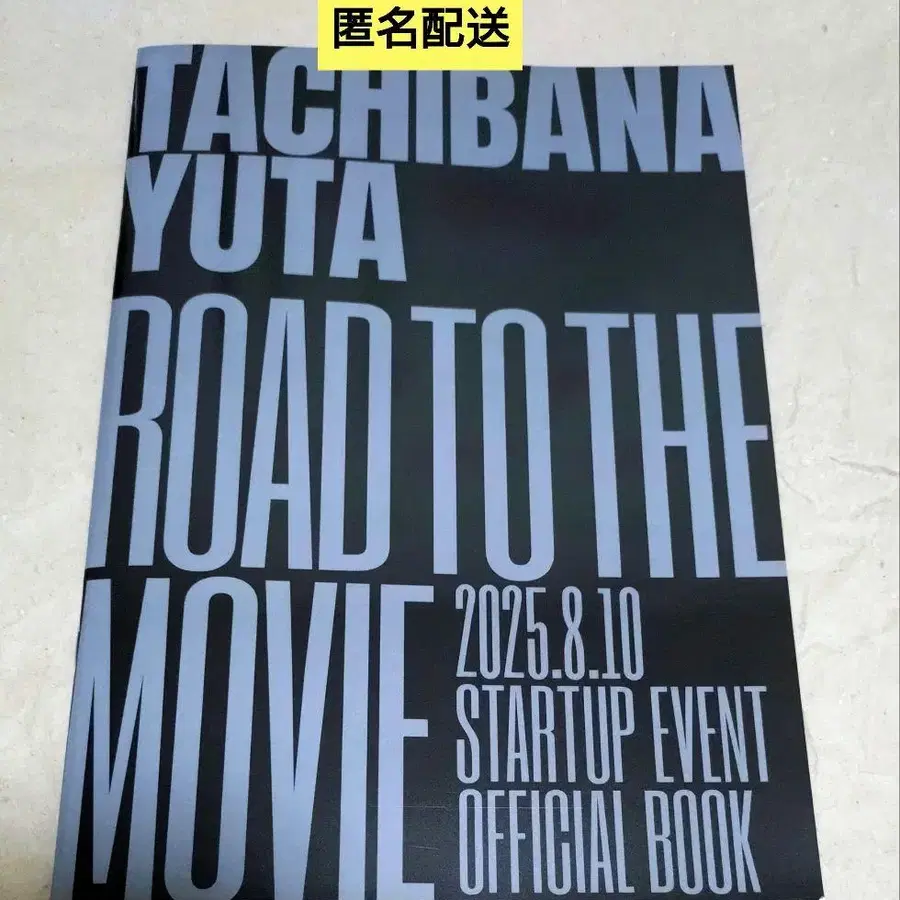 匿名配送
TACHIBANA
YUTA
ROAD TO THE
MOVIE
2025.8.10
STARTUP EVENT
OFFICIAL BOOK